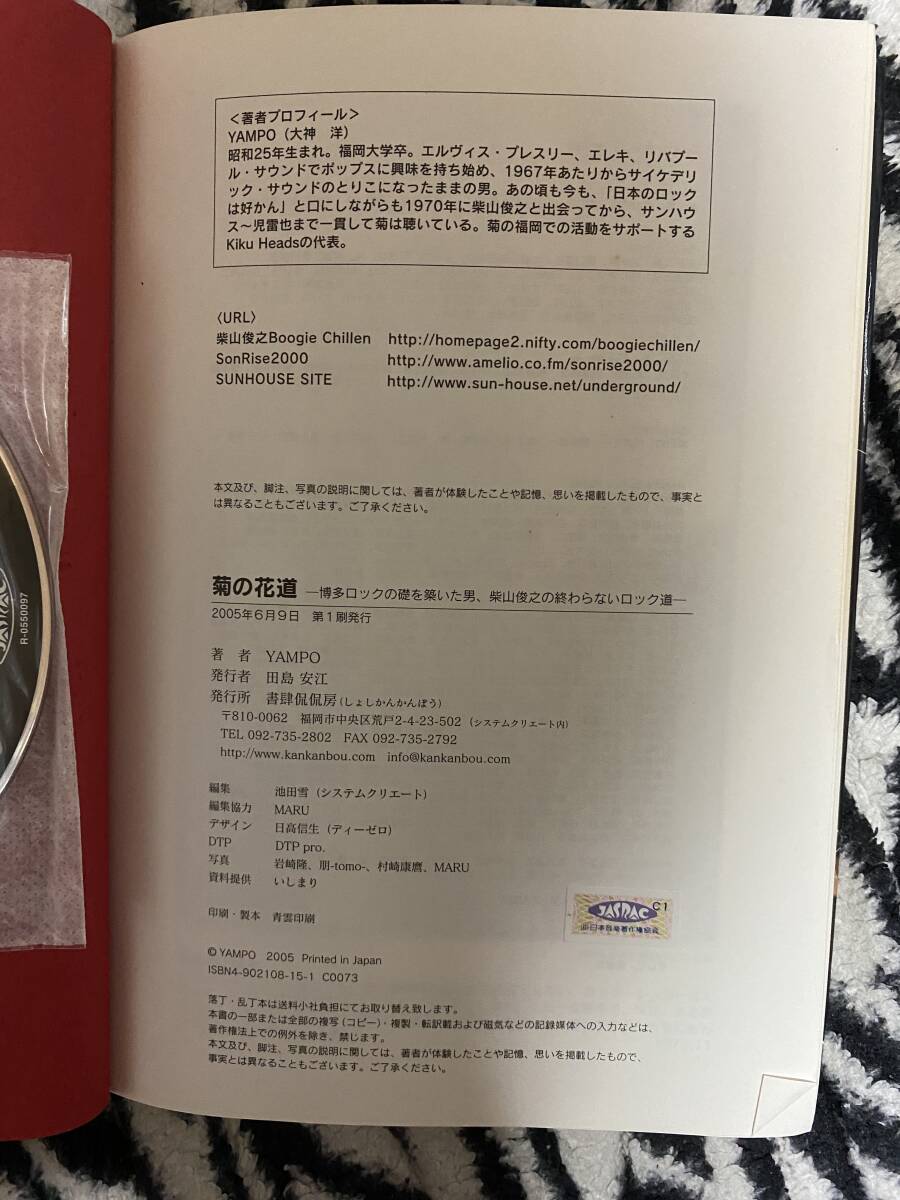 ＜著者プロフィール＞
YAMPO（大神　洋）
昭和25年生まれ。福岡大学卒。エルヴィス・プレスリー、エレキ、リバプー
ル・サウンドでポップスに興味を持ち始め、1967年あたりからサイケデリ
ック・サウンドのとりこになったままの男。あの頃も今も、「日本のロック
は好かん」と口にしながらも1970年に柴山俊之と出会ってから、サンハウ
ス〜児雷也まで一貫して菊は聴いている。菊の福岡での活動をサポートする
Kiku Headsの代表。
〈URL〉
柴山俊之Boogie Chillen　http://homepage2.nifty.com/boogiechillen/
SonRise2000　http://www.amelio.co.fm/sonrise2000/
SUNHOUSE SITE　http://www.sun-house.net/underground/
本文及び、脚注、写真の説明に関しては、著者が体験したことや記憶、思いを掲載したもので、事実と
は異なることもございます。ご了承ください。
菊の花道　―博多ロックの礎を築いた男、柴山俊之の終わらないロック道―
2005年6月9日　第1刷発行
著　者　YAMPO
発行者　田島 安江
発行所　書肆侃侃房（しょしかんかんぼう）
〒810-0062　福岡市中央区荒戸2-4-23-502（システムクリエート内）
TEL 092-735-2802　FAX 092-735-2792
http://www.kankanbou.com　info@kankanbou.com
編集　池田雪（システムクリエート）
編集協力　MARU
デザイン　日高信生（ディーゼロ）
DTP　DTP pro.
写真　岩崎隆、朋-tomo-、村崎康麿、MARU
資料提供　いしまり
印刷・製本　青雲印刷
JASRAC
C1
㈳日本音楽著作権協会
© YAMPO　2005　Printed in Japan
ISBN4-902108-15-1　C0073
落丁・乱丁本は送料小社負担にてお取り替え致します。
本書の一部または全部の複写（コピー）・複製・転訳載および磁気などの記録媒体への入力などは、
著作権法上での例外を除き、禁じます。
本文及び、脚注、写真の説明に関しては、著者が体験したことや記憶、思いを掲載したもので、
事実とは異なることもございます。ご了承ください。
JASRAC
R-0550097